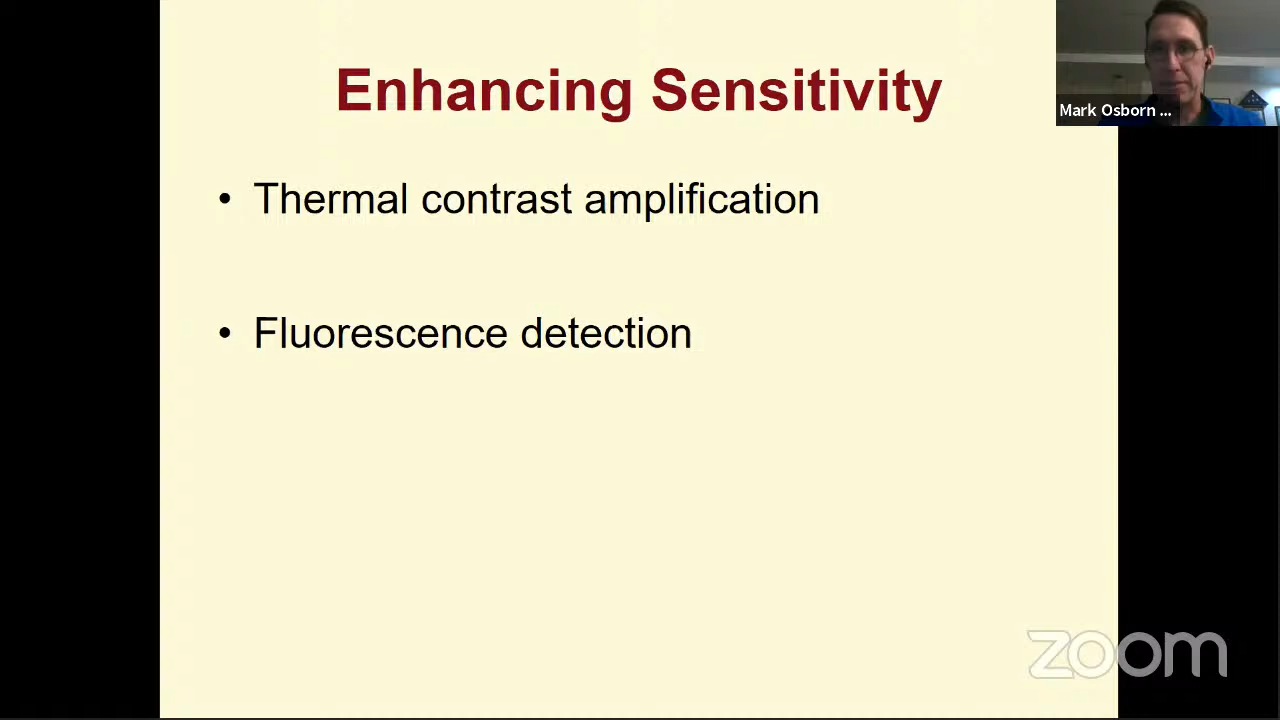 Enhancing Sensitivity
Mark Osborn ...
• Thermal contrast amplification
• Fluorescence detection
zoom